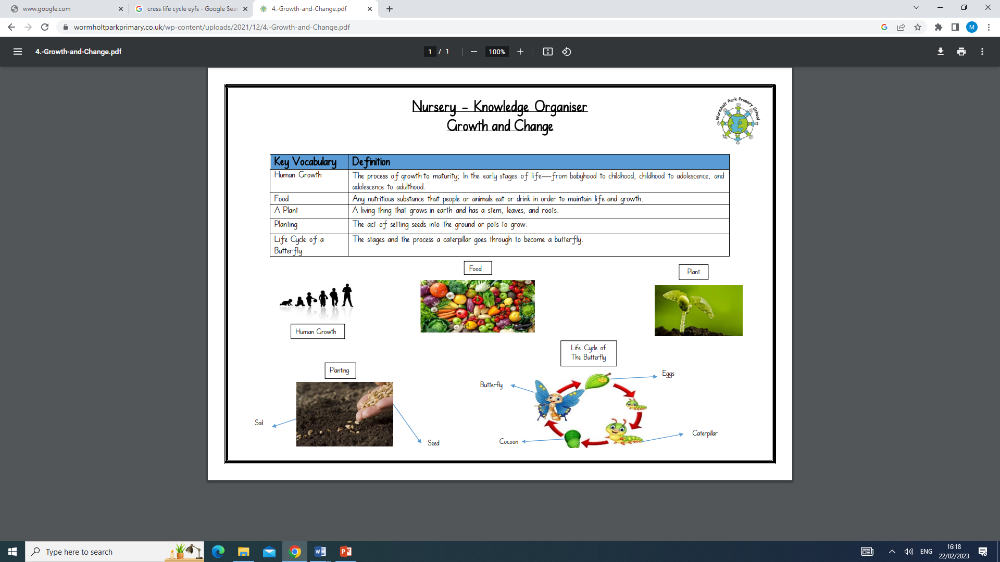 www.google.com
cress life cycle eyfs - Google Sear
4.-Growth-and-Change.pdf
wormholtparkprimary.co.uk/wp-content/uploads/2021/12/4.-Growth-and-Change.pdf
M
4.-Growth-and-Change.pdf
1 / 1
100%
Nursery - Knowledge Organiser
Growth and Change
Wormholt Park Primary School
Key Vocabulary Definition
Human Growth The process of growth to maturity; In the early stages of life—from babyhood to childhood, childhood to adolescence, and
adolescence to adulthood.
Food Any nutritious substance that people or animals eat or drink in order to maintain life and growth.
A Plant A living thing that grows in earth and has a stem, leaves, and roots.
Planting The act of setting seeds into the ground or pots to grow.
Life Cycle of a The stages and the process a caterpillar goes through to become a butterfly.
Butterfly
Food
Plant
Human Growth
Life Cycle of
The Butterfly
Planting
Eggs
Butterfly
Soil
Caterpillar
Cocoon
Seed
Type here to search
ENG
16:18
22/02/2023